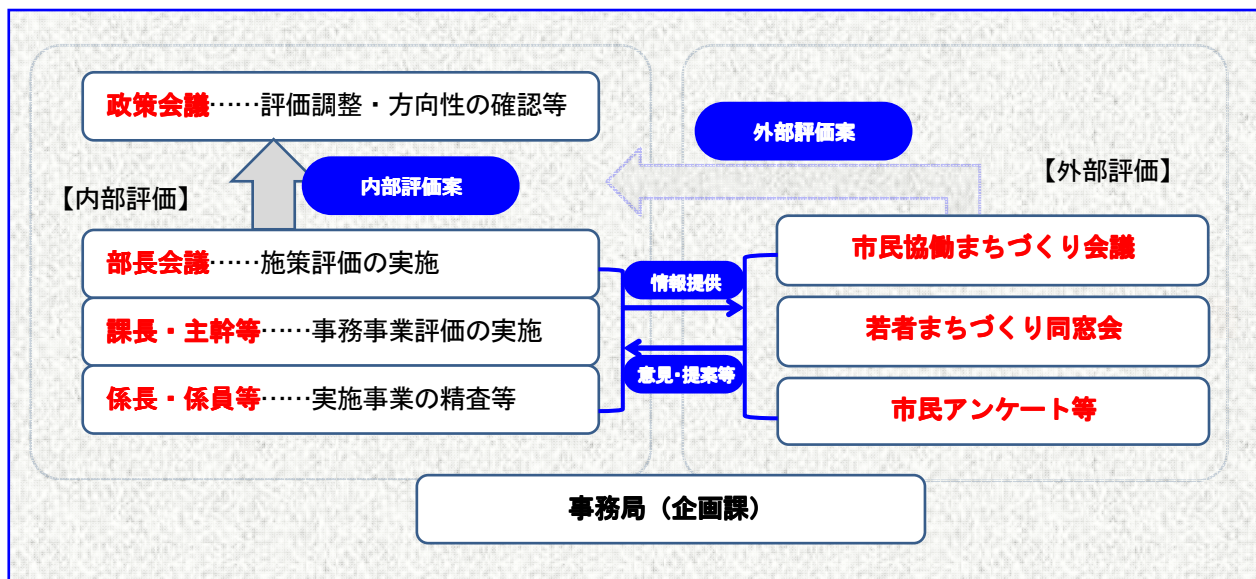 政策会議……評価調整・方向性の確認等
外部評価案
内部評価案
【内部評価】
【外部評価】
部長会議……施策評価の実施
課長・主幹等……事務事業評価の実施
係長・係員等……実施事業の精査等
情報提供
意見・提案等
市民協働まちづくり会議
若者まちづくり同窓会
市民アンケート等
事務局（企画課）